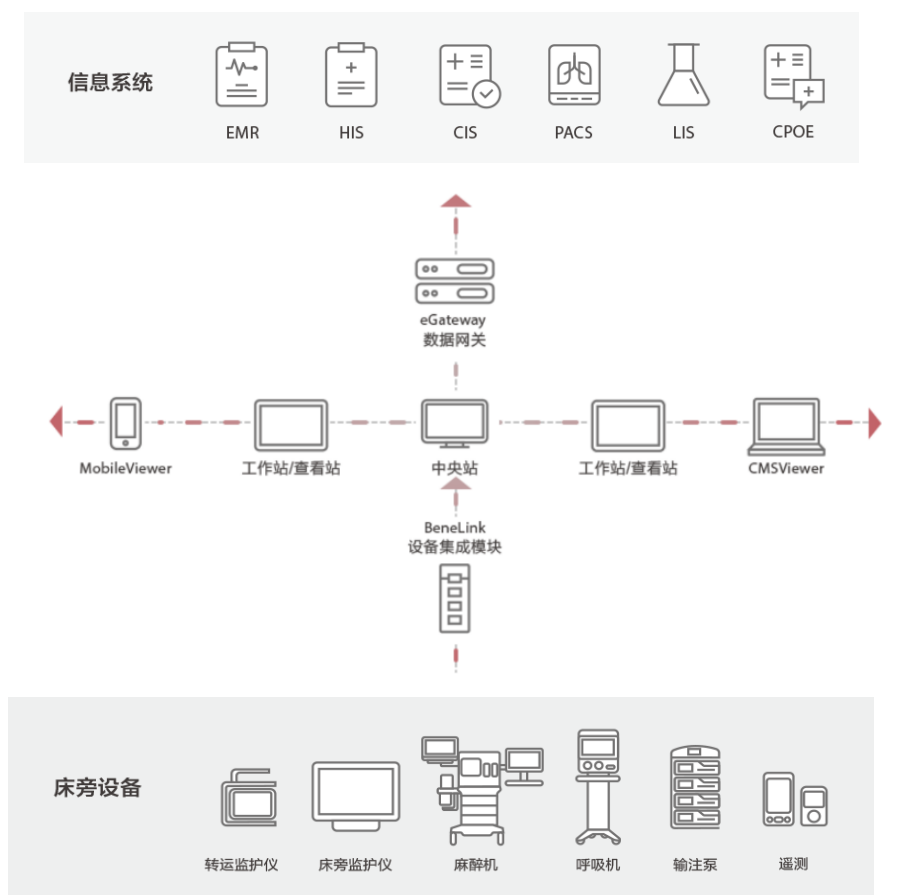 信息系统
EMR
HIS
CIS
PACS
LIS
CPOE
eGateway
数据网关
MobileViewer
工作站/查看站
中央站
工作站/查看站
CMSViewer
BeneLink
设备集成模块
床旁设备
转运监护仪
床旁监护仪
麻醉机
呼吸机
输注泵
遥测